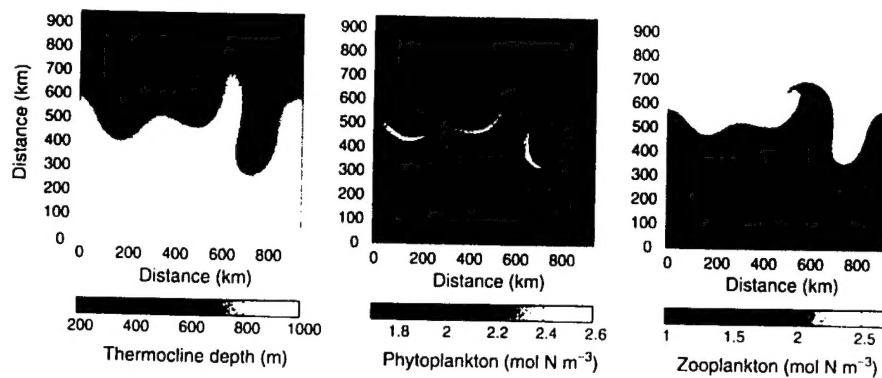 900
800
700
600
500
400
300
200
100
0
Distance (km)
0 200 400 600 800
Distance (km)
200 400 600 800 1000
Thermocline depth (m)
900
800
700
600
500
400
300
200
100
0
0 200 400 600 800
Distance (km)
2 2.2 2.4 2.6
Phytoplankton (mol N m⁻³)
900
800
700
600
500
400
300
200
100
0
0 200 400 600 800
Distance (km)
1 1.5 2 2.5
Zooplankton (mol N m⁻³)